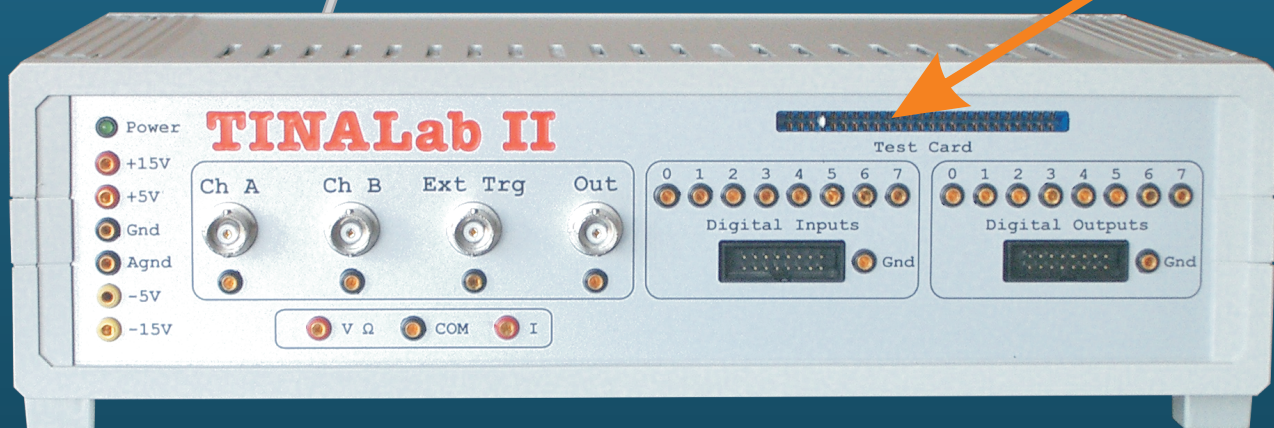 TINALab II
Power
+15V
+5V
Gnd
Agnd
-5V
-15V
Ch A Ch B Ext Trg Out
V Ω COM I
Test Card
0 1 2 3 4 5 6 7
Digital Inputs
Gnd
0 1 2 3 4 5 6 7
Digital Outputs
Gnd